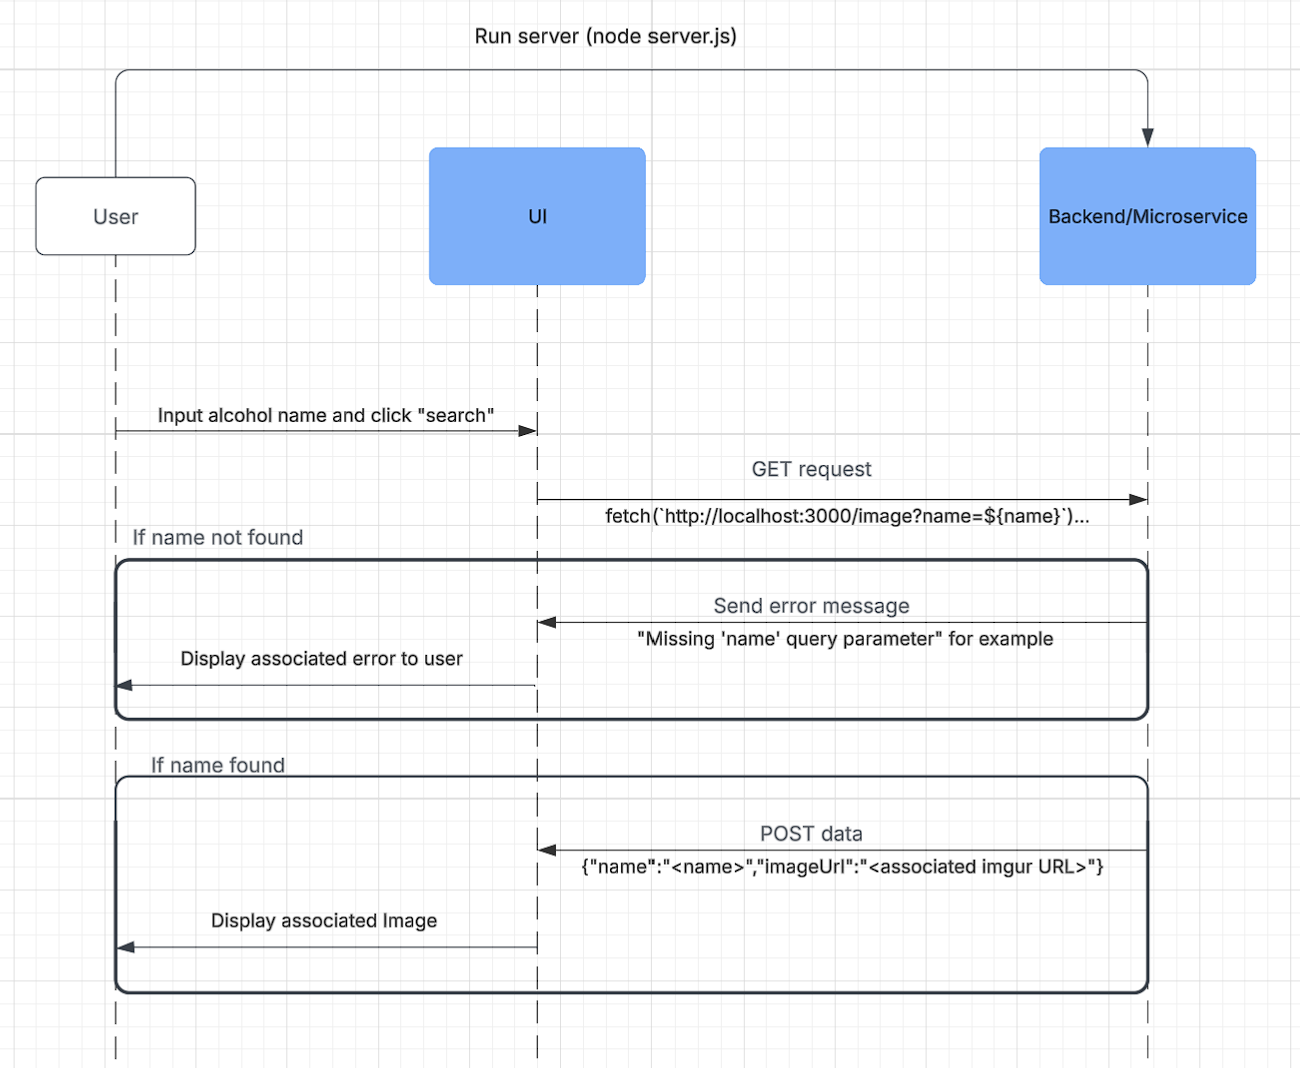 Run server (node server.js)
User
UI
Backend/Microservice
Input alcohol name and click "search"
GET request
fetch(`http://localhost:3000/image?name=${name}`)...
If name not found
Send error message
"Missing 'name' query parameter" for example
Display associated error to user
If name found
POST data
{"name":"<name>","imageUrl":"<associated imgur URL>"}
Display associated Image